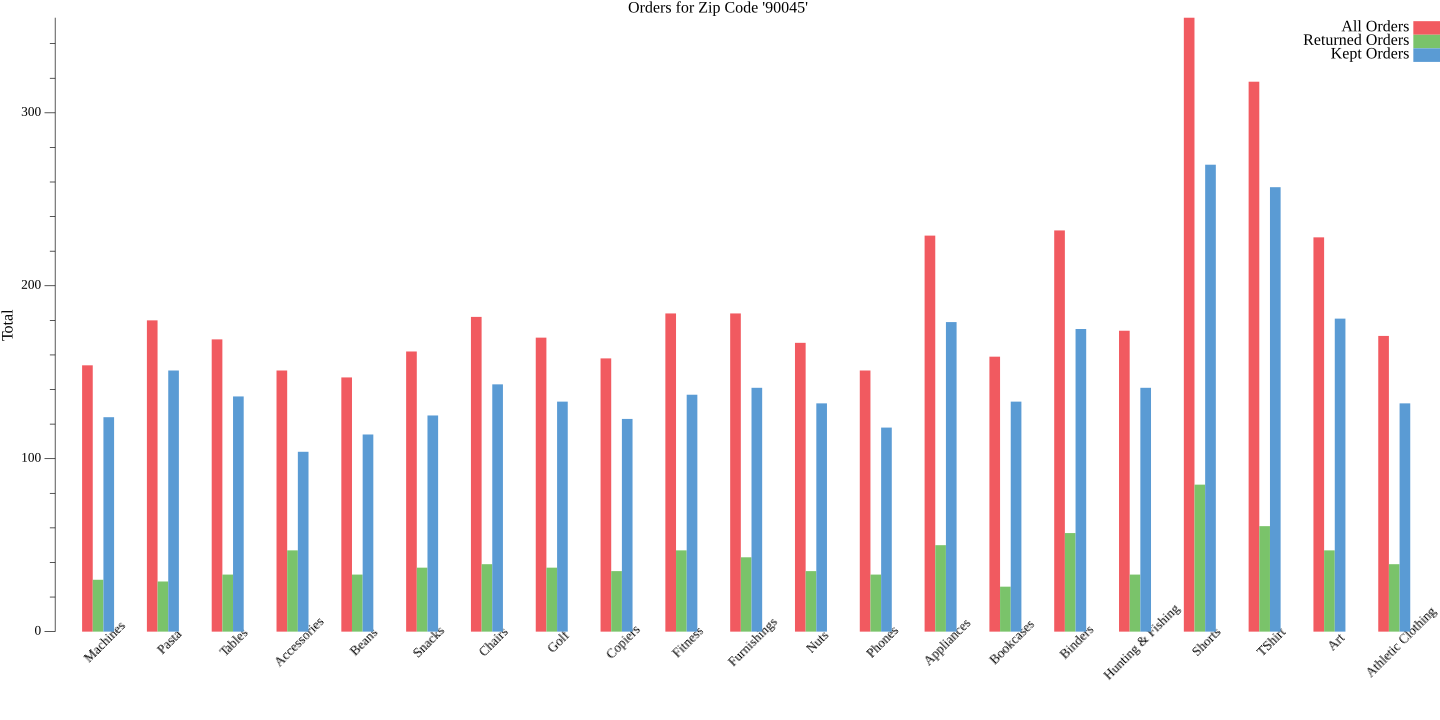 Orders for Zip Code '90045'
All Orders
Returned Orders
Kept Orders
Total
300
200
100
0
Machines
Pasta
Tables
Accessories
Beans
Snacks
Chairs
Golf
Copiers
Fitness
Furnishings
Nuts
Phones
Appliances
Bookcases
Binders
Hunting & Fishing
Shorts
TShirt
Art
Athletic Clothing